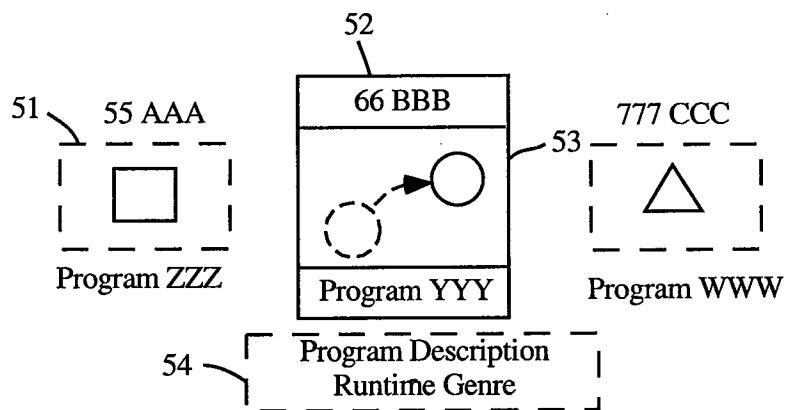 52
66 BBB
51
55 AAA
777 CCC
53
Program ZZZ
Program YYY
Program WWW
54
Program Description
Runtime Genre